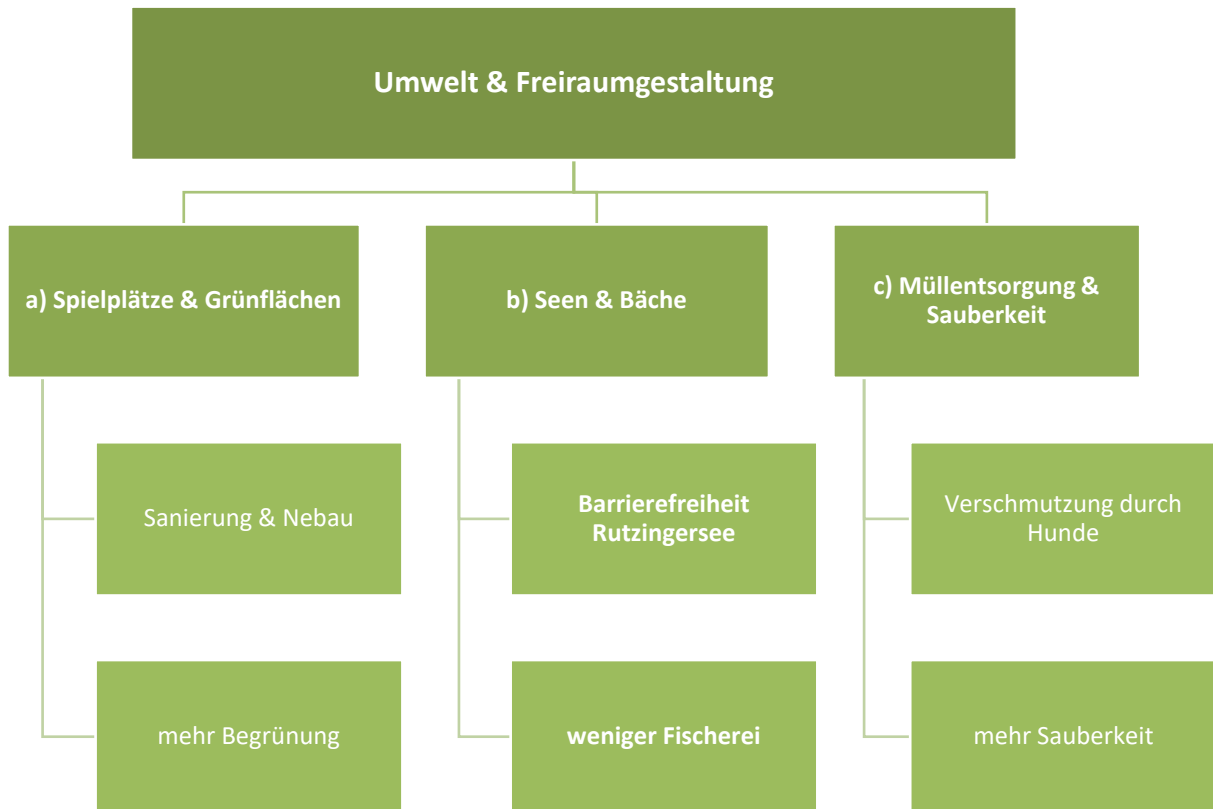 Umwelt & Freiraumgestaltung
a) Spielplätze & Grünflächen
b) Seen & Bäche
c) Müllentsorgung &
Sauberkeit
Sanierung & Nebau
Barrierefreiheit
Rutzingersee
Verschmutzung durch
Hunde
mehr Begrünung
weniger Fischerei
mehr Sauberkeit